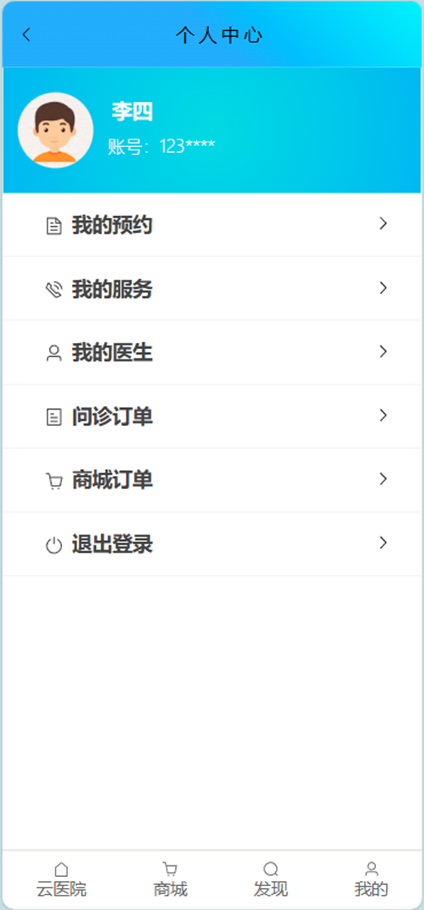 个人中心
李四
账号：123****
我的预约
我的服务
我的医生
问诊订单
商城订单
退出登录
云医院 商城 发现 我的